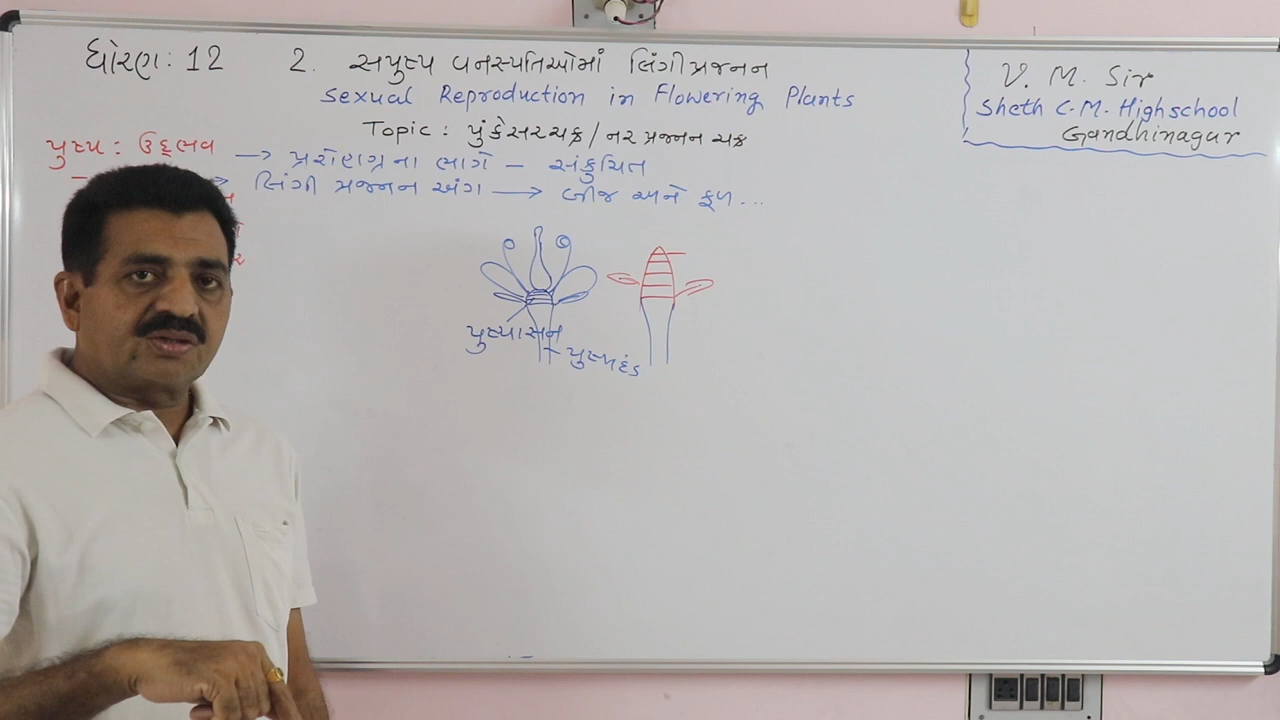 ધોરણ: 12
2. સપુષ્પ વનસ્પતિઓમાં લિંગીપ્રજનન
Sexual Reproduction in Flowering Plants
Topic: પુંકેસરચક્ર/નર પ્રજનન ચક્ર
પુષ્પ: ઉદ્ભવ → પ્રરોહાગ્રના ભાગે - સંકુચિત
લિંગી પ્રજનન અંગ → બીજ અને ફળ...
પુષ્પાસન
પુષ્પદંડ
V. M. Sir
Sheth C.M. Highschool
Gandhinagar